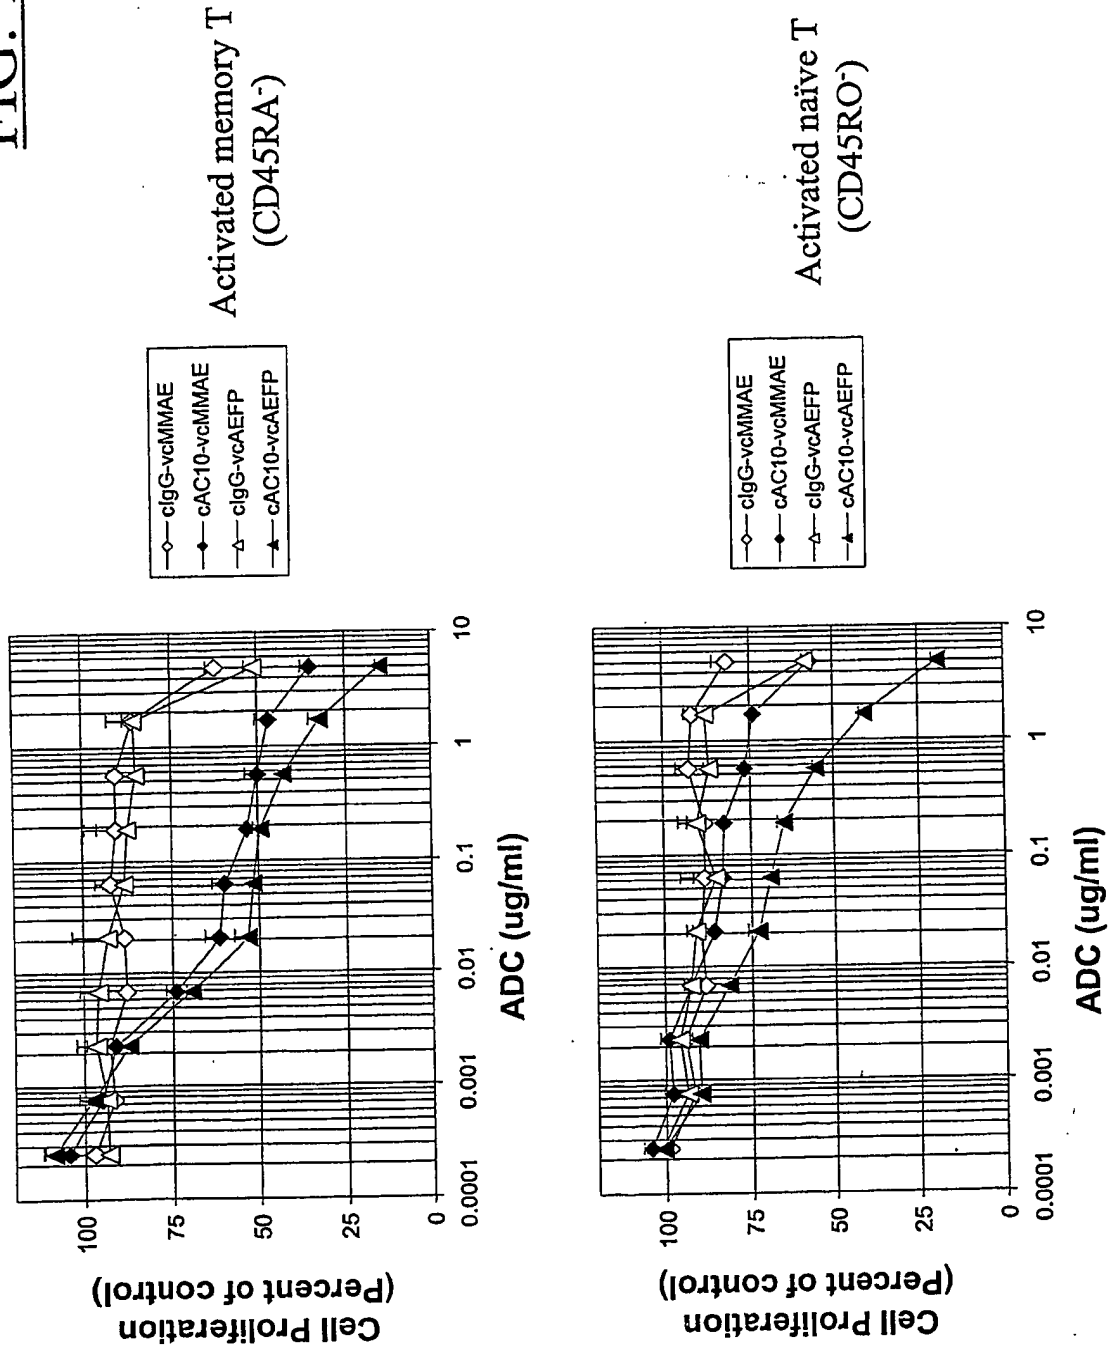 FIG.
Cell Proliferation
(Percent of control)
100
75
50
25
0
0.0001
0.001
0.01
0.1
1
10
ADC (ug/ml)
cIgG-vcMMAE
cAC10-vcMMAE
cIgG-vcAEFP
cAC10-vcAEFP
Activated memory T
(CD45RA-)
Cell Proliferation
(Percent of control)
100
75
50
25
0
0.0001
0.001
0.01
0.1
1
10
ADC (ug/ml)
cIgG-vcMMAE
cAC10-vcMMAE
cIgG-vcAEFP
cAC10-vcAEFP
Activated naïve T
(CD45RO-)